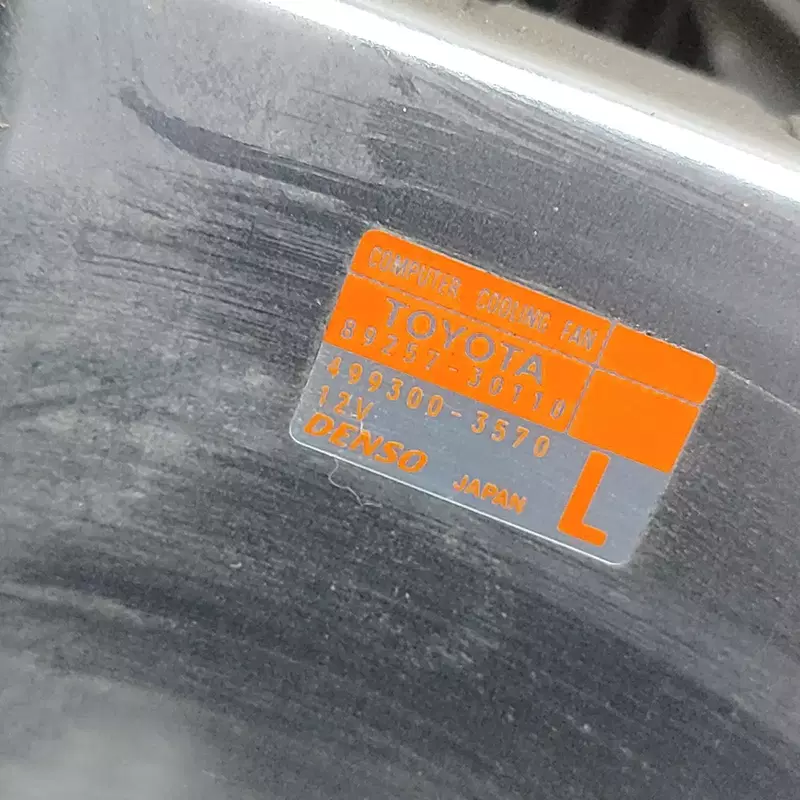 COMPUTER COOLING FAN
TOYOTA
89257-30110
499300-3570
12V
DENSO JAPAN
L